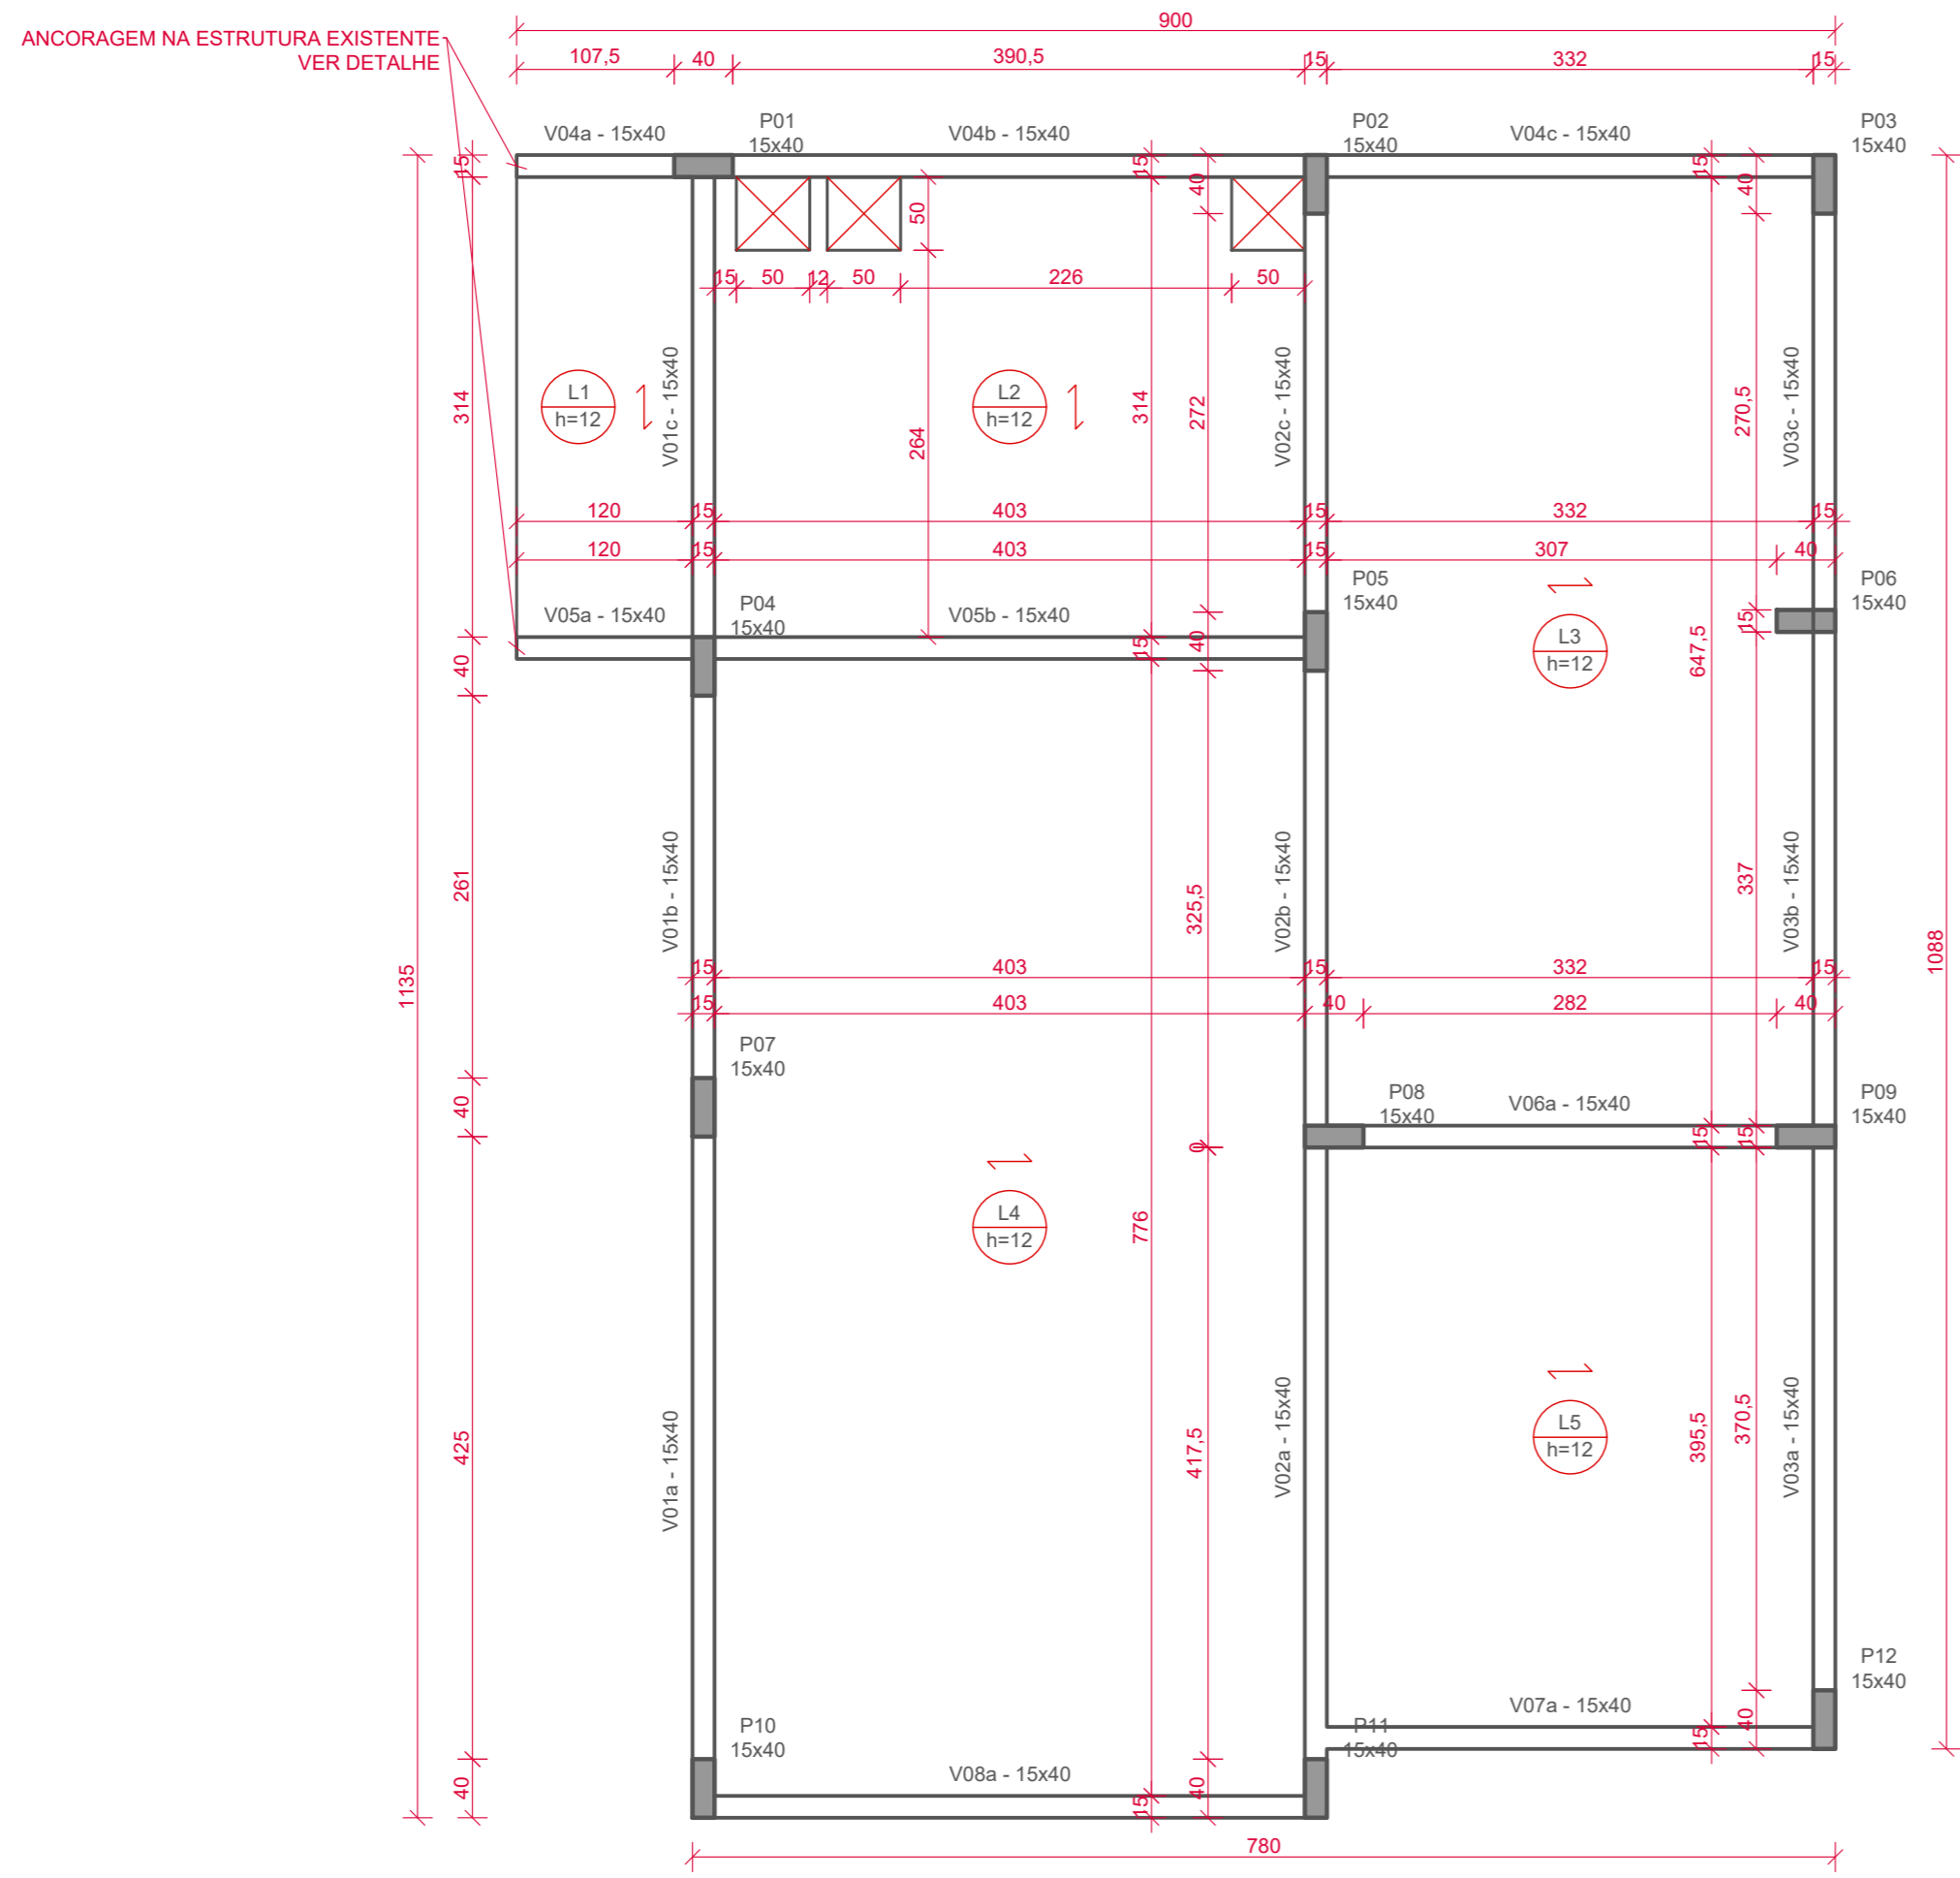 900
ANCORAGEM NA ESTRUTURA EXISTENTE
VER DETALHE
107,5 40 390,5 15 332 15
V04a - 15x40
P01
15x40
V04b - 15x40
P02
15x40
V04c - 15x40
P03
15x40
15 15 40 15 40
50
15 50 12 50 226 50
L1
h=12
V01c - 15x40
L2
h=12
V02c - 15x40
V03c - 15x40
314 264 314 272 270,5
120 15 403 15 332 15
120 15 403 15 307 40
V05a - 15x40
P04
15x40
V05b - 15x40
P05
15x40
P06
15x40
15
L3
h=12
40 15 40 647,5
261
V01b - 15x40
325,5
V02b - 15x40
337
V03b - 15x40
1135
1088
15 403 15 332 15
15 403 40 282 40
P07
15x40
P08
15x40
V06a - 15x40
P09
15x40
40 0 15 15
L4
h=12
776
425
V01a - 15x40
417,5
V02a - 15x40
L5
h=12
395,5
370,5
V03a - 15x40
P12
15x40
V07a - 15x40
P10
15x40
P11
15x40
15 40
V08a - 15x40
40 15 40
780